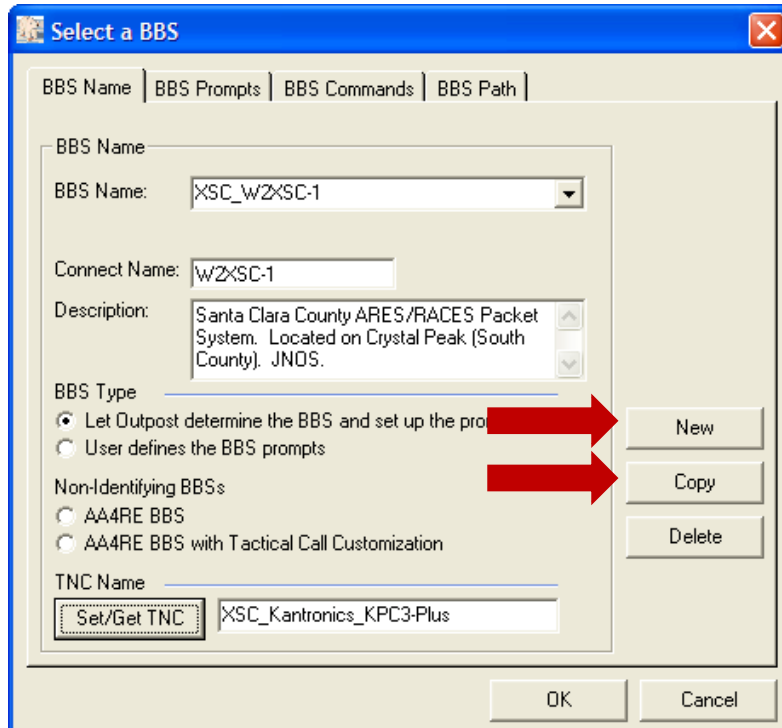 Select a BBS
BBS Name
BBS Prompts
BBS Commands
BBS Path
BBS Name
BBS Name:
XSC_W2XSC-1
Connect Name:
W2XSC-1
Description:
Santa Clara County ARES/RACES Packet
System. Located on Crystal Peak (South
County). JNOS.
BBS Type
Let Outpost determine the BBS and set up the
User defines the BBS prompts
Non-Identifying BBSs
AA4RE BBS
AA4RE BBS with Tactical Call Customization
TNC Name
Set/Get TNC
XSC_Kantronics_KPC3-Plus
New
Copy
Delete
OK
Cancel